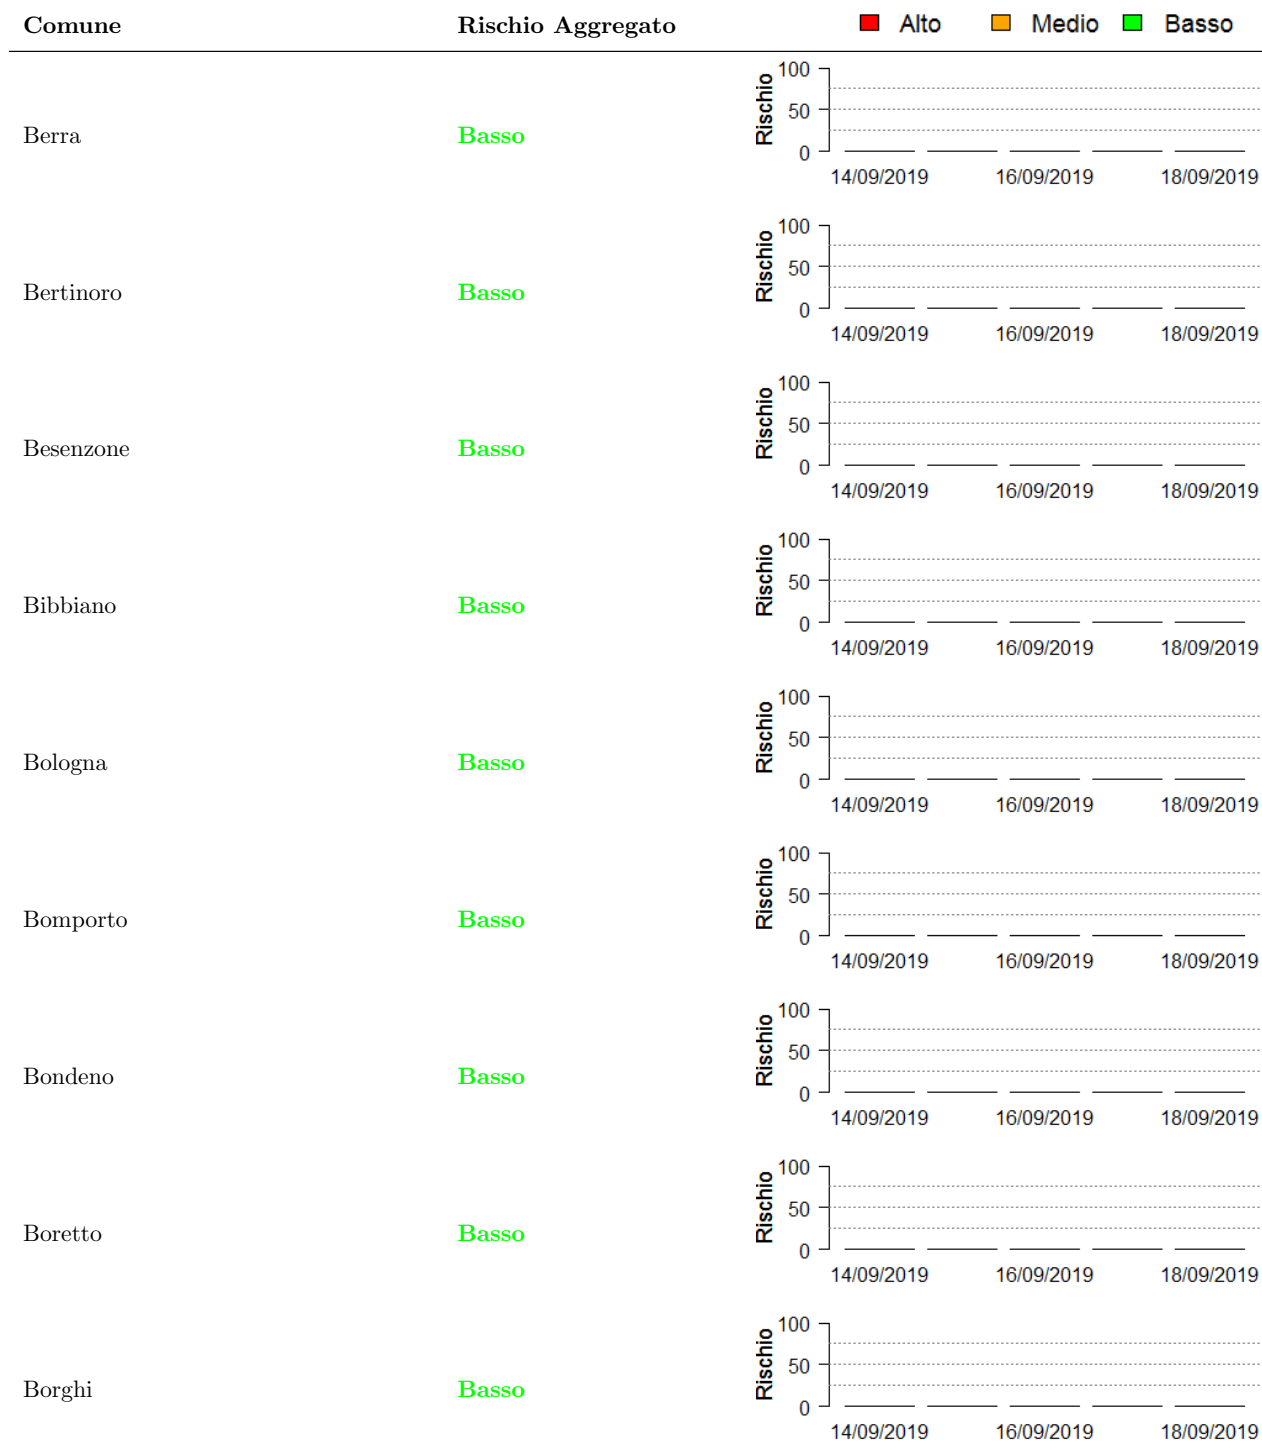 Comune Rischio Aggregato Alto Medio Basso
Berra Basso Rischio 100 50 0
14/09/2019 16/09/2019 18/09/2019
Bertinoro Basso Rischio 100 50 0
14/09/2019 16/09/2019 18/09/2019
Besenzone Basso Rischio 100 50 0
14/09/2019 16/09/2019 18/09/2019
Bibbiano Basso Rischio 100 50 0
14/09/2019 16/09/2019 18/09/2019
Bologna Basso Rischio 100 50 0
14/09/2019 16/09/2019 18/09/2019
Bomporto Basso Rischio 100 50 0
14/09/2019 16/09/2019 18/09/2019
Bondeno Basso Rischio 100 50 0
14/09/2019 16/09/2019 18/09/2019
Boretto Basso Rischio 100 50 0
14/09/2019 16/09/2019 18/09/2019
Borghi Basso Rischio 100 50 0
14/09/2019 16/09/2019 18/09/2019